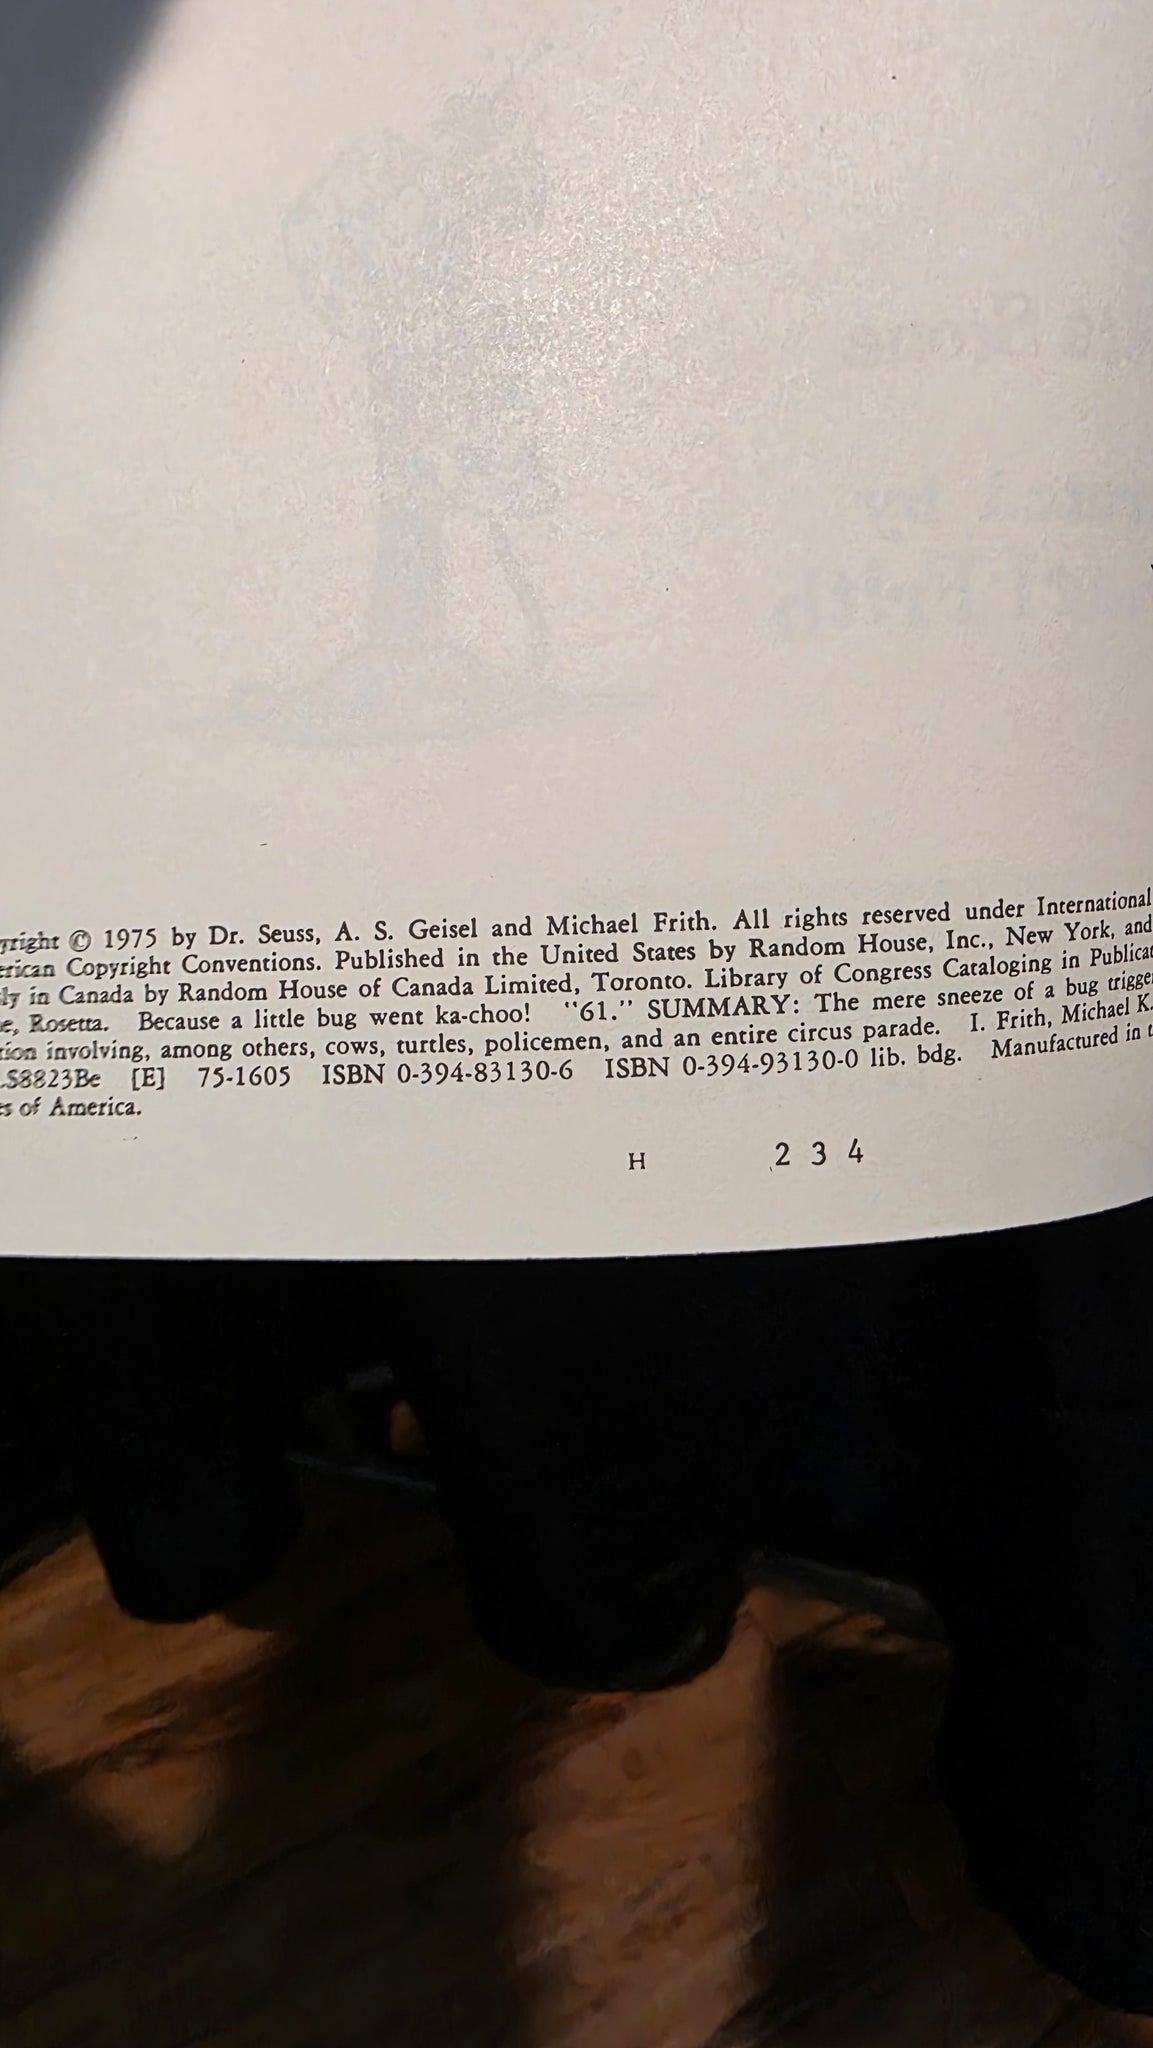 yright © 1975 by Dr. Seuss, A. S. Geisel and Michael Frith. All rights reserved under International
erican Copyright Conventions. Published in the United States by Random House, Inc., New York, and
ly in Canada by Random House of Canada Limited, Toronto. Library of Congress Cataloging in Publicat
e, Rosetta. Because a little bug went ka-choo! "61." SUMMARY: The mere sneeze of a bug trigge
tion involving, among others, cows, turtles, policemen, and an entire circus parade. I. Frith, Michael K.
.S8823Be [E] 75-1605 ISBN 0-394-83130-6 ISBN 0-394-93130-0 lib. bdg. Manufactured in t
es of America.
H 2 3 4